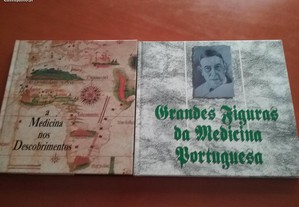 a
Medicina
nos
Descobrimentos
Grandes Figuras
da Medicina
Portuguesa